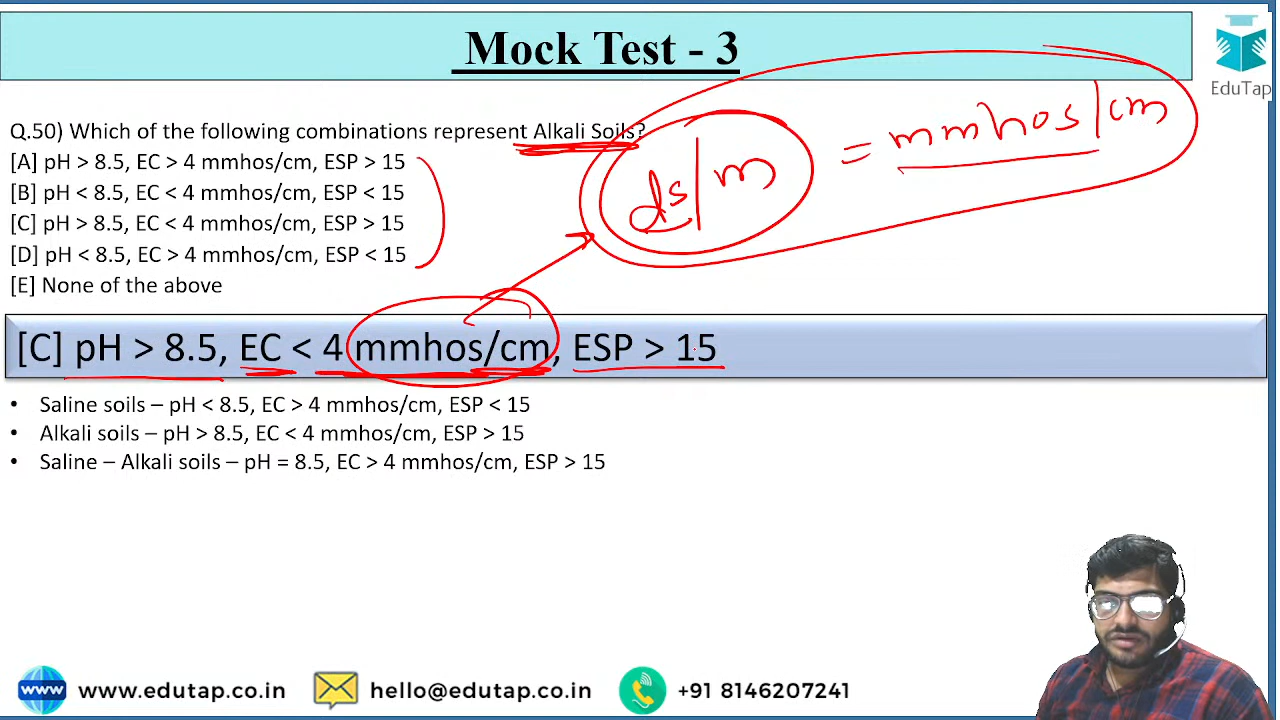 Mock Test - 3
EduTap
Q.50) Which of the following combinations represent Alkali Soils?
[A] pH > 8.5, EC > 4 mmhos/cm, ESP > 15
[B] pH < 8.5, EC < 4 mmhos/cm, ESP < 15
[C] pH > 8.5, EC < 4 mmhos/cm, ESP > 15
[D] pH < 8.5, EC > 4 mmhos/cm, ESP < 15
[E] None of the above
ds/m = mmhos/cm
[C] pH > 8.5, EC < 4 mmhos/cm, ESP > 15
• Saline soils – pH < 8.5, EC > 4 mmhos/cm, ESP < 15
• Alkali soils – pH > 8.5, EC < 4 mmhos/cm, ESP > 15
• Saline – Alkali soils – pH = 8.5, EC > 4 mmhos/cm, ESP > 15
www www.edutap.co.in hello@edutap.co.in +91 8146207241